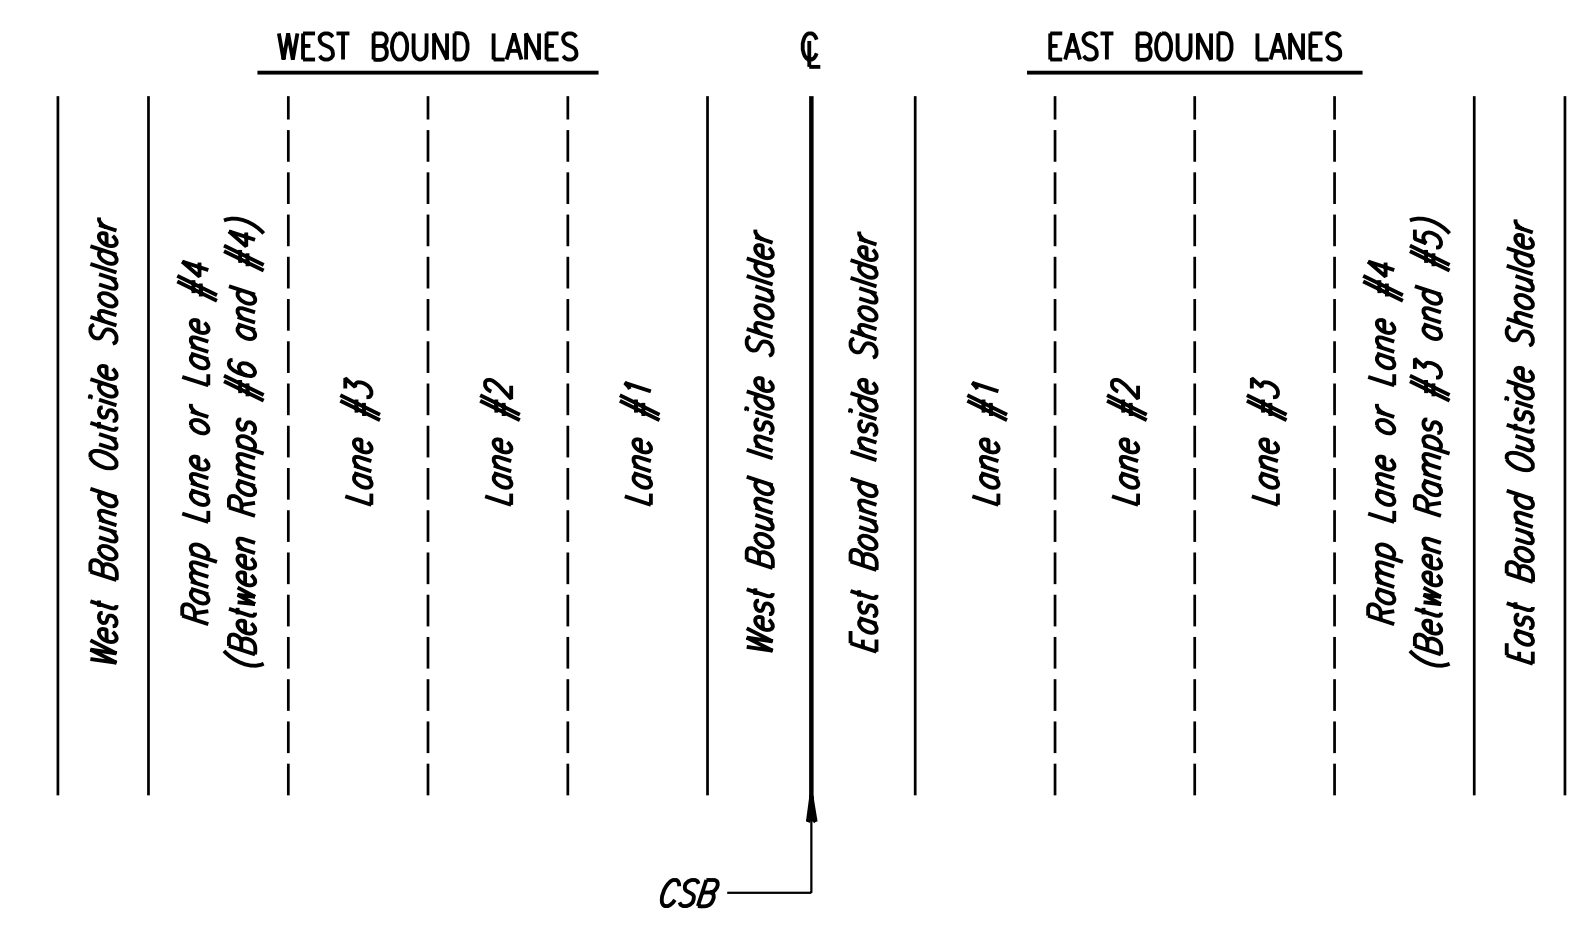 WEST BOUND LANES
℄
EAST BOUND LANES
West Bound Outside Shoulder
Ramp Lane or Lane #4
(Between Ramps #6 and #4)
Lane #3
Lane #2
Lane #1
West Bound Inside Shoulder
East Bound Inside Shoulder
Lane #1
Lane #2
Lane #3
Ramp Lane or Lane #4
(Between Ramps #3 and #5)
East Bound Outside Shoulder
CSB